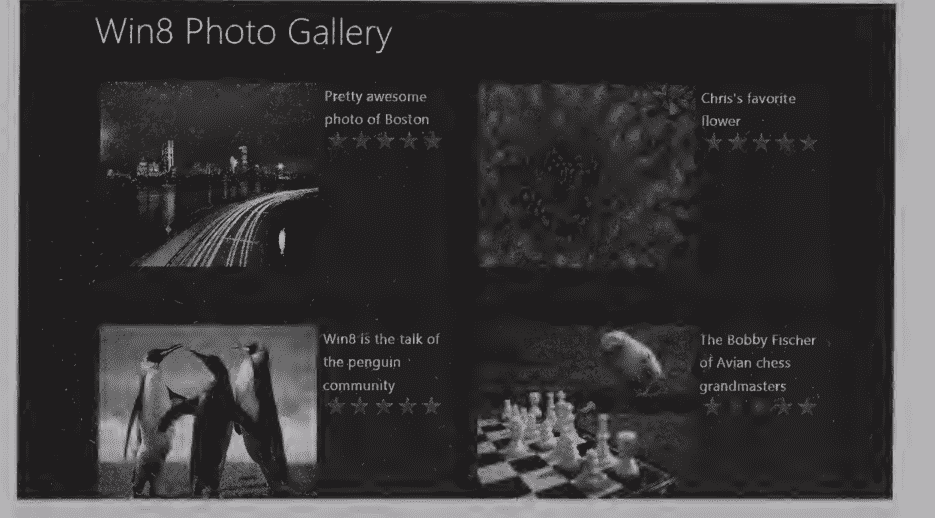 Win8 Photo Gallery
Pretty awesome
photo of Boston
Chris's favorite
flower
Win8 is the talk of
the penguin
community
The Bobby Fischer
of Avian chess
grandmasters